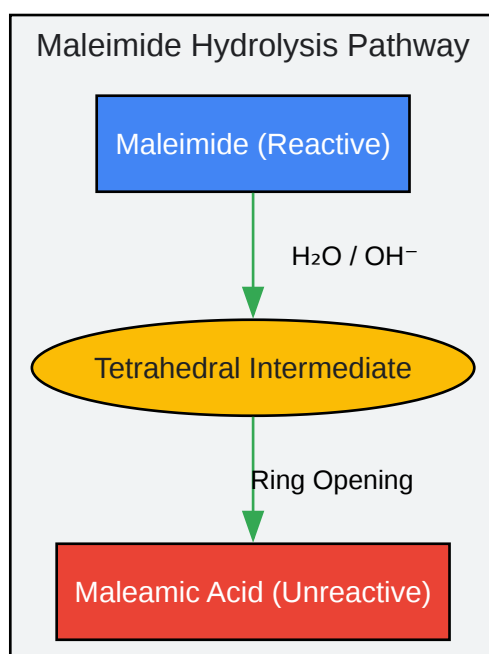 Maleimide Hydrolysis Pathway
Maleimide (Reactive)
H₂O / OH⁻
Tetrahedral Intermediate
Ring Opening
Maleamic Acid (Unreactive)